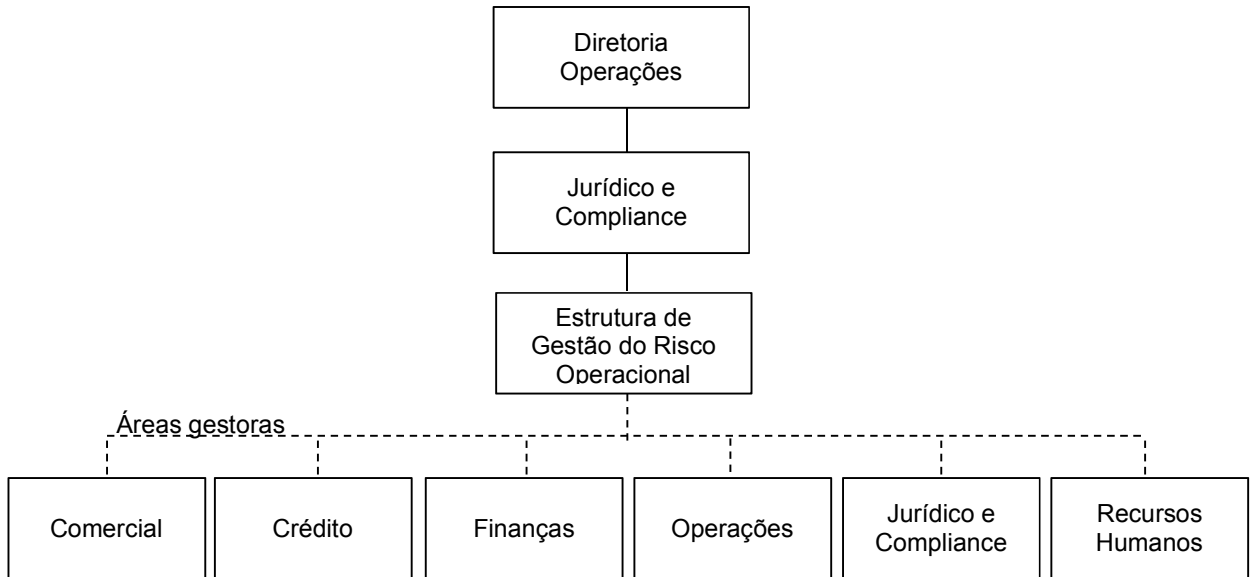 Diretoria
Operações
Jurídico e
Compliance
Estrutura de
Gestão do Risco
Operacional
Áreas gestoras
Comercial
Crédito
Finanças
Operações
Jurídico e
Compliance
Recursos
Humanos